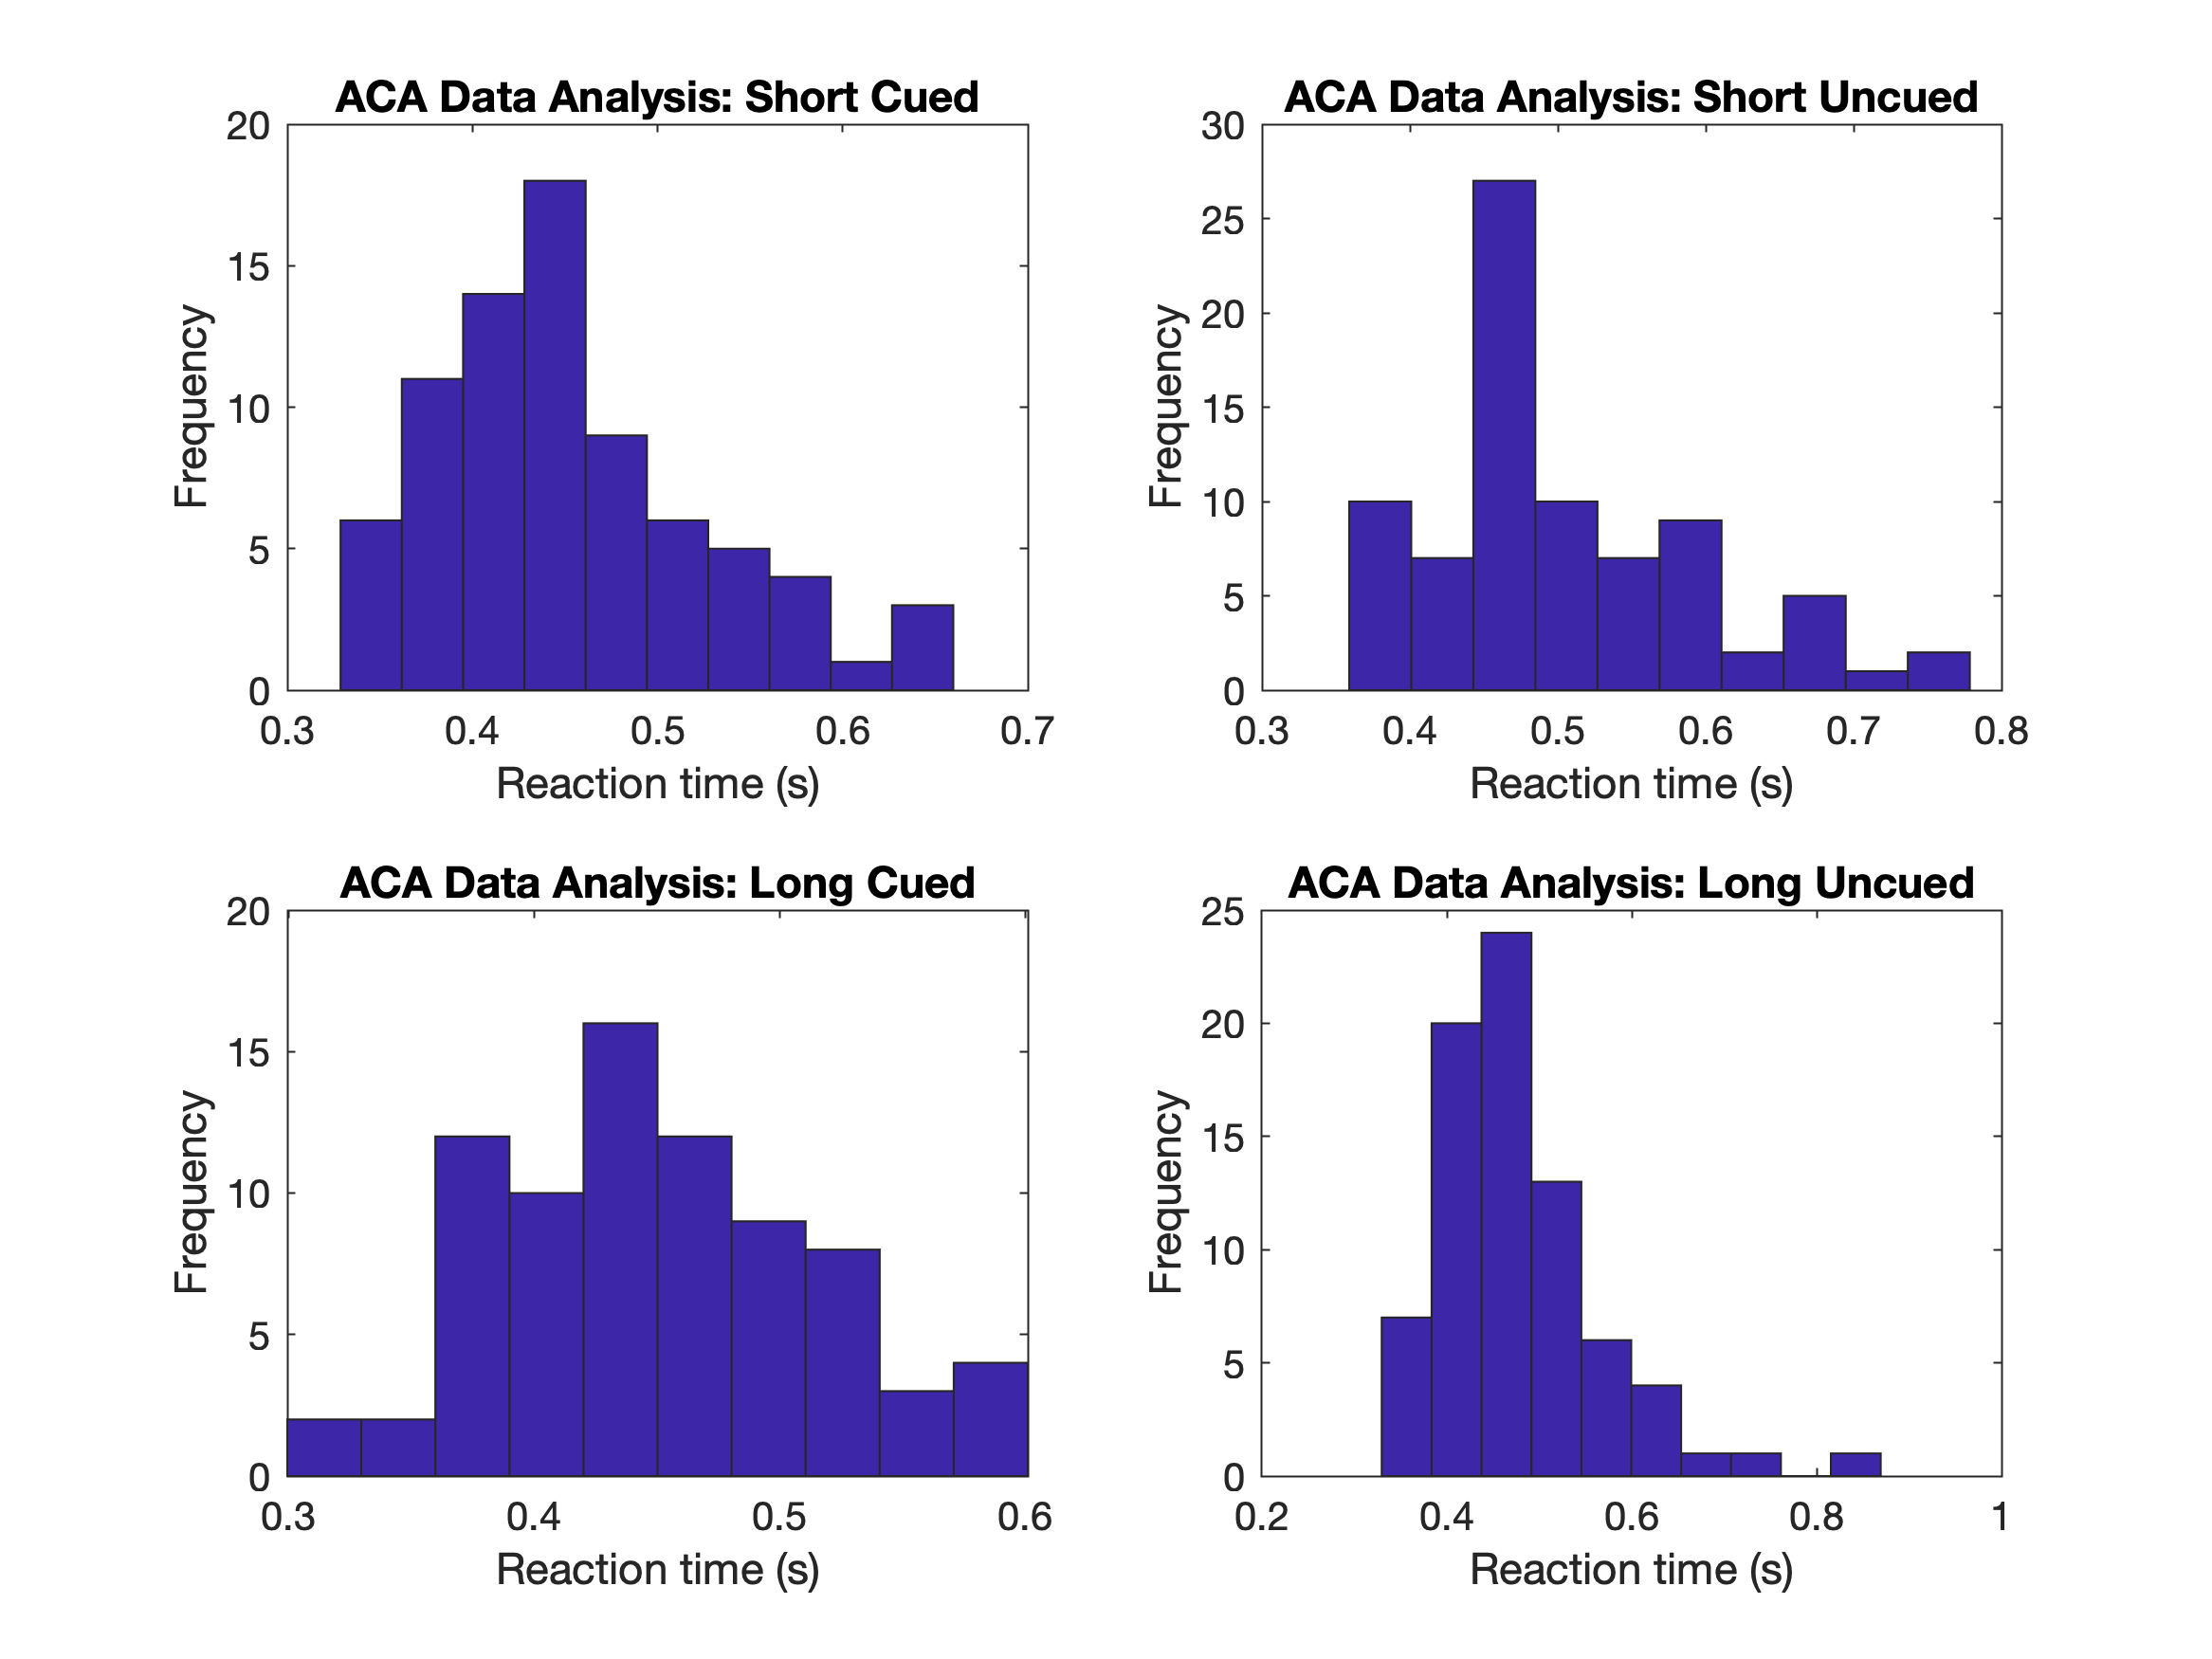 ACA Data Analysis: Short Cued
20
15
10
5
0
Frequency
0.3 0.4 0.5 0.6 0.7
Reaction time (s)
ACA Data Analysis: Short Uncued
30
25
20
15
10
5
0
Frequency
0.3 0.4 0.5 0.6 0.7 0.8
Reaction time (s)
ACA Data Analysis: Long Cued
20
15
10
5
0
Frequency
0.3 0.4 0.5 0.6
Reaction time (s)
ACA Data Analysis: Long Uncued
25
20
15
10
5
0
Frequency
0.2 0.4 0.6 0.8 1
Reaction time (s)